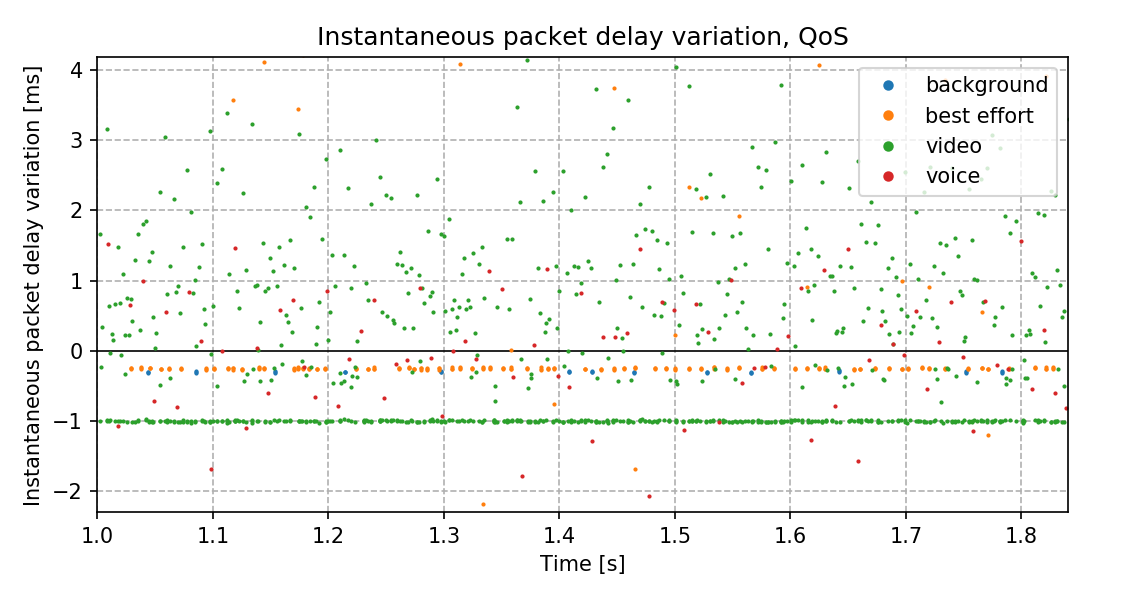 Instantaneous packet delay variation, QoS
Instantaneous packet delay variation [ms]
4
3
2
1
0
−1
−2
background
best effort
video
voice
1.0 1.1 1.2 1.3 1.4 1.5 1.6 1.7 1.8
Time [s]